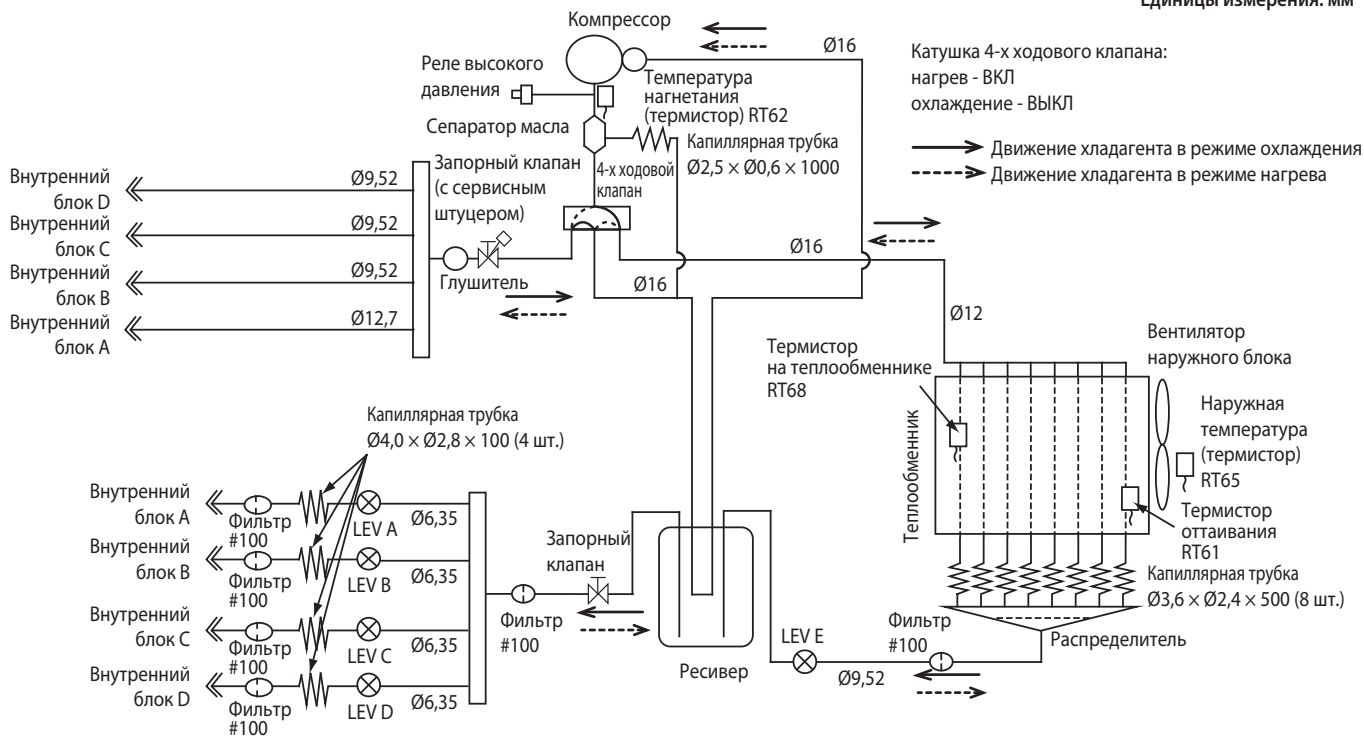 Единицы измерения: мм
Компрессор
Ø16
Катушка 4-х ходового клапана:
нагрев - ВКЛ
охлаждение - ВЫКЛ
Реле высокого
давления
Температура
нагнетания
(термистор) RT62
Сепаратор масла
Капиллярная трубка
Ø2,5 × Ø0,6 × 1000
Движение хладагента в режиме охлаждения
Движение хладагента в режиме нагрева
Запорный клапан
(с сервисным
штуцером)
4-х ходовой
клапан
Внутренний
блок D
Ø9,52
Внутренний
блок C
Ø9,52
Внутренний
блок B
Ø9,52
Внутренний
блок A
Ø12,7
Глушитель
Ø16
Ø16
Ø12
Термистор
на теплообменнике
RT68
Вентилятор
наружного блока
Теплообменник
Наружная
температура
(термистор)
RT65
Термистор
оттаивания
RT61
Капиллярная трубка
Ø3,6 × Ø2,4 × 500 (8 шт.)
Распределитель
Капиллярная трубка
Ø4,0 × Ø2,8 × 100 (4 шт.)
Внутренний
блок A
Фильтр
#100
LEV A
Ø6,35
Внутренний
блок B
Фильтр
#100
LEV B
Ø6,35
Внутренний
блок C
Фильтр
#100
LEV C
Ø6,35
Внутренний
блок D
Фильтр
#100
LEV D
Ø6,35
Запорный
клапан
Фильтр
#100
Ресивер
LEV E
Ø9,52
Фильтр
#100